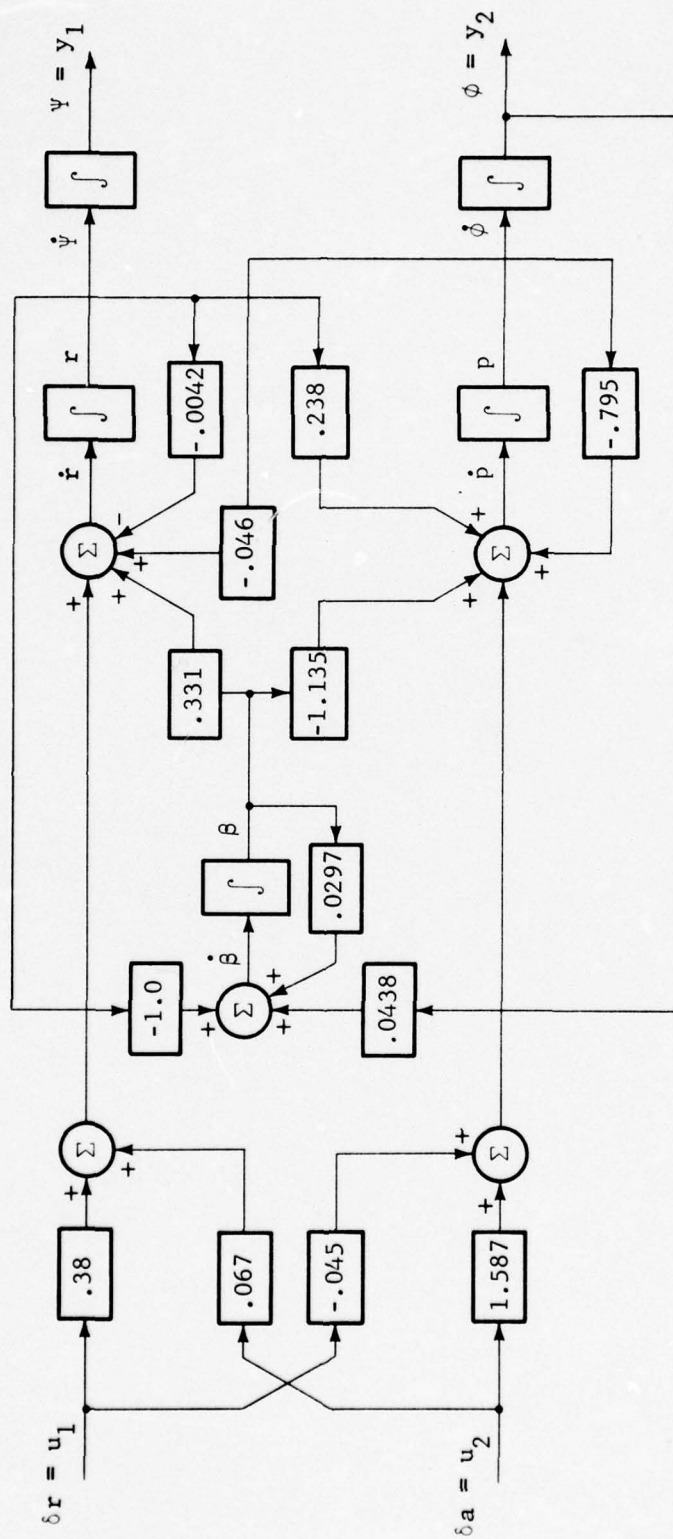 δr = u1
.38
+
+
Σ
+
+
+
-
Σ
ṙ
∫
r
ψ̇
∫
Ψ = y1
-1.0
.331
-.046
-.0042
.067
+
+
+
Σ
β̇
∫
β
.0297
-.045
.0438
-1.135
.238
δa = u2
1.587
+
+
Σ
+
+
+
Σ
ṗ
∫
p
ϕ̇
∫
ϕ = y2
-.795